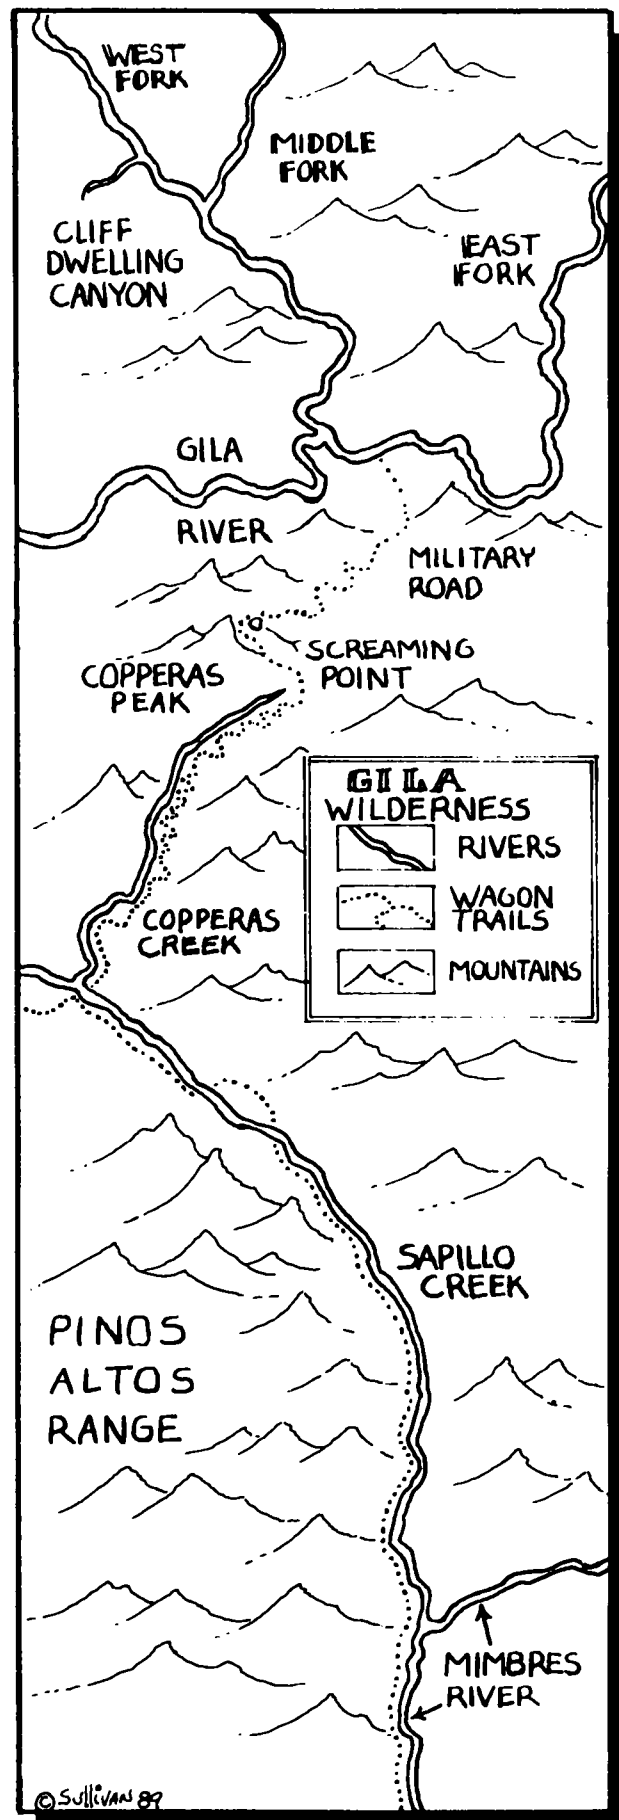 WEST
FORK
MIDDLE
FORK
CLIFF
DWELLING
CANYON
EAST
FORK
GILA
RIVER
MILITARY
ROAD
SCREAMING
POINT
COPPERAS
PEAK
GILA
WILDERNESS
RIVERS
WAGON
TRAILS
MOUNTAINS
COPPERAS
CREEK
SAPILLO
CREEK
PINOS
ALTOS
RANGE
MIMBRES
RIVER
© SulliVAN 89